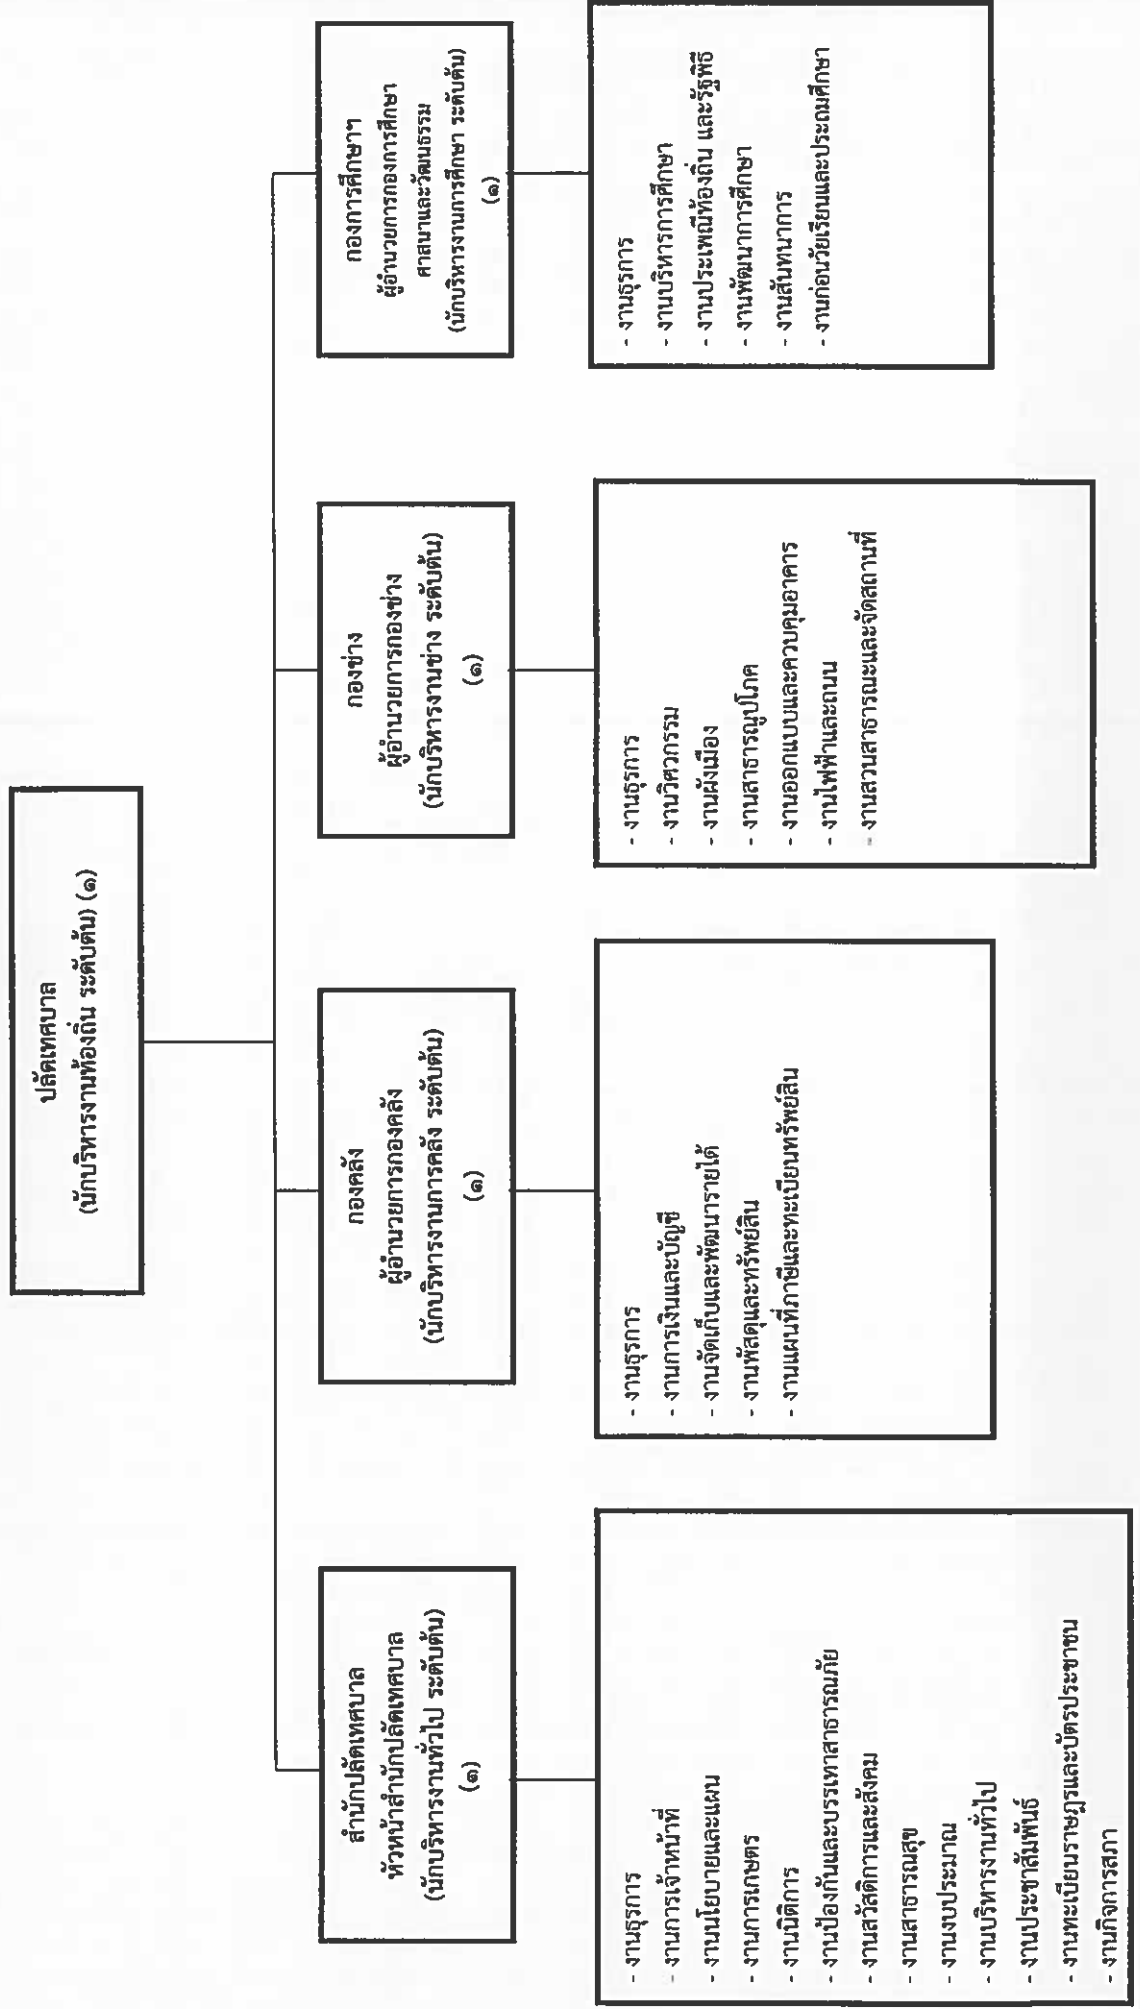 ปลัดเทศบาล
(นักบริหารงานท้องถิ่น ระดับต้น) (๑)
สำนักปลัดเทศบาล
หัวหน้าสำนักปลัดเทศบาล
(นักบริหารงานทั่วไป ระดับต้น)
(๑)
- งานธุรการ
- งานการเจ้าหน้าที่
- งานนโยบายและแผน
- งานการเกษตร
- งานนิติการ
- งานป้องกันและบรรเทาสาธารณภัย
- งานสวัสดิการและสังคม
- งานสาธารณสุข
- งานงบประมาณ
- งานบริหารงานทั่วไป
- งานประชาสัมพันธ์
- งานทะเบียนราษฎรและบัตรประชาชน
- งานกิจการสภา
กองคลัง
ผู้อำนวยการกองคลัง
(นักบริหารงานการคลัง ระดับต้น)
(๑)
- งานธุรการ
- งานการเงินและบัญชี
- งานจัดเก็บและพัฒนารายได้
- งานพัสดุและทรัพย์สิน
- งานแผนที่ภาษีและทะเบียนทรัพย์สิน
กองช่าง
ผู้อำนวยการกองช่าง
(นักบริหารงานช่าง ระดับต้น)
(๑)
- งานธุรการ
- งานวิศวกรรม
- งานผังเมือง
- งานสาธารณูปโภค
- งานออกแบบและควบคุมอาคาร
- งานไฟฟ้าและถนน
- งานสวนสาธารณะและจัดสถานที่
กองการศึกษาฯ
ผู้อำนวยการกองการศึกษา
ศาสนาและวัฒนธรรม
(นักบริหารงานการศึกษา ระดับต้น)
(๑)
- งานธุรการ
- งานบริหารการศึกษา
- งานประเพณีท้องถิ่น และรัฐพิธี
- งานพัฒนาการศึกษา
- งานสันทนาการ
- งานก่อนวัยเรียนและประถมศึกษา